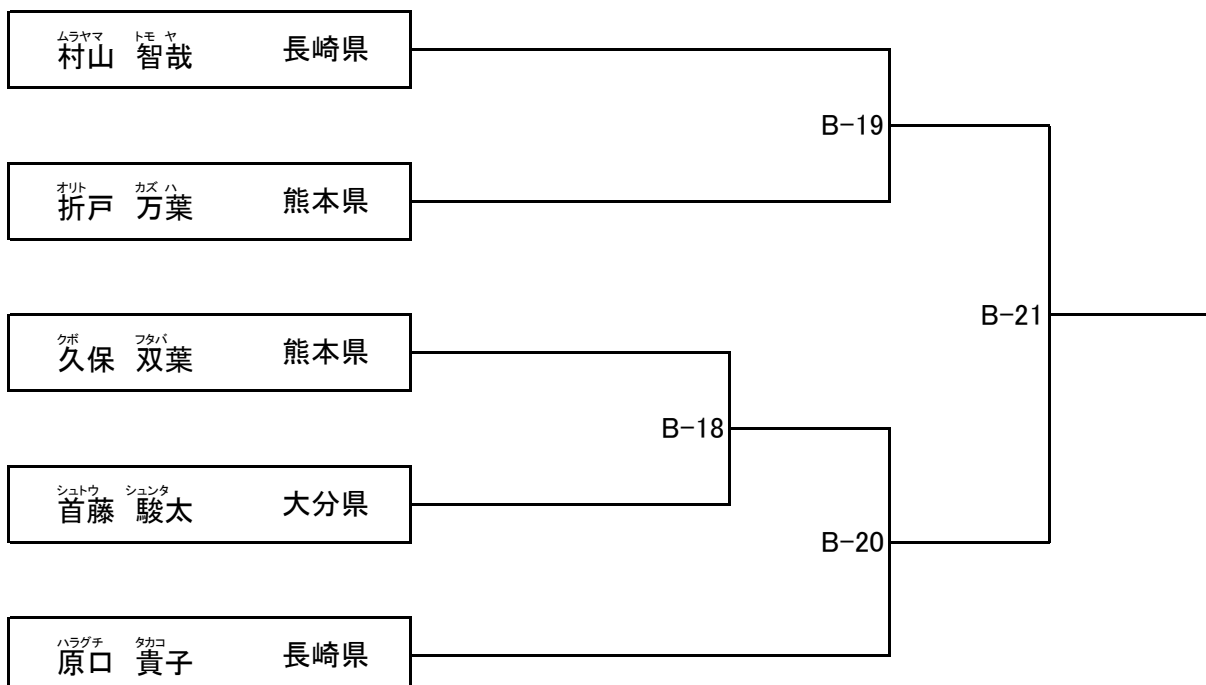 ムラヤマ トモ ヤ
村山 智哉 長崎県
B-19
オリト カズ ハ
折戸 万葉 熊本県
B-21
クボ フタバ
久保 双葉 熊本県
B-18
シュトウ シュンタ
首藤 駿太 大分県
B-20
ハラグチ タカコ
原口 貴子 長崎県